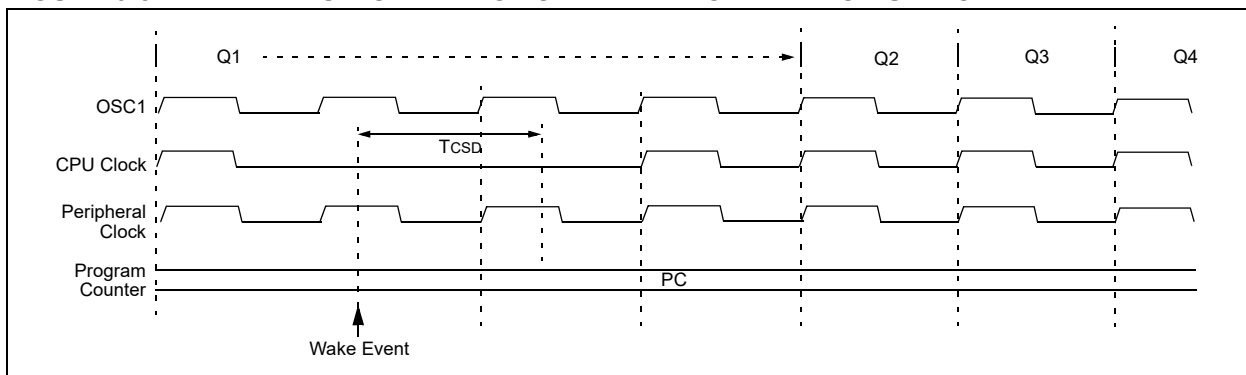 Q1
Q2
Q3
Q4
OSC1
TCSD
CPU Clock
Peripheral
Clock
Program
Counter
PC
Wake Event